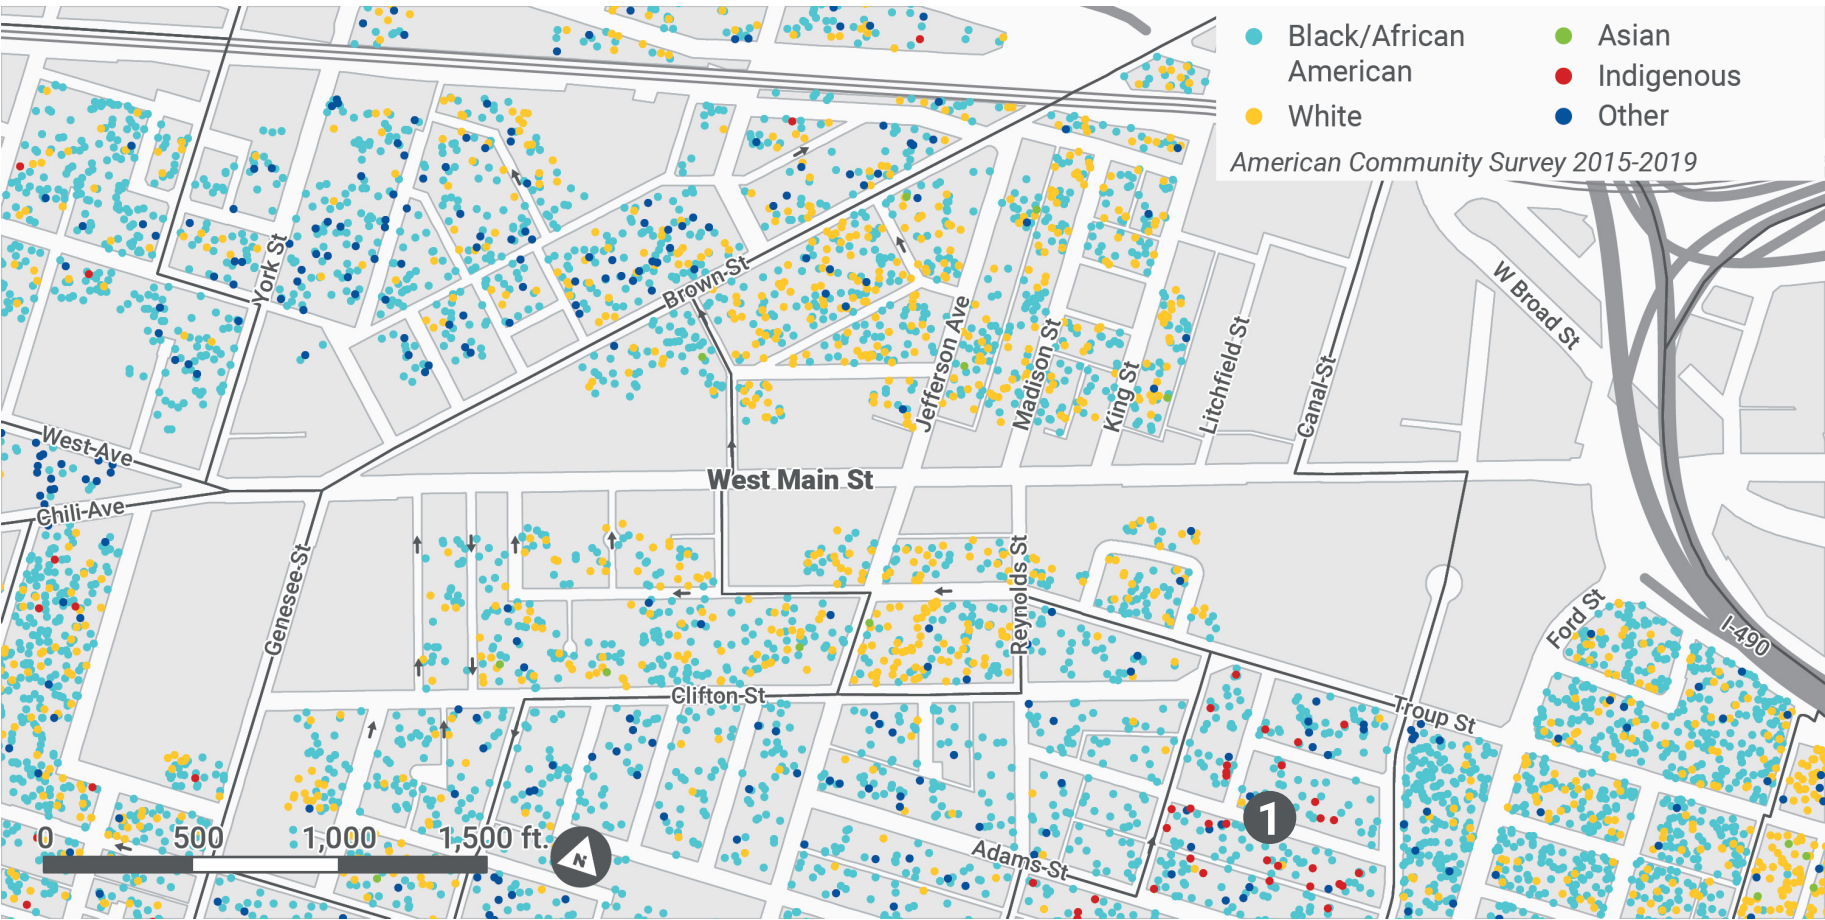 Black/African
American
White
Asian
Indigenous
Other
American Community Survey 2015-2019
York St
Brown St
W Broad St
Jefferson Ave
Madison St
King St
Litchfield St
Canal St
West Ave
West Main St
Chili Ave
Genesee St
Reynolds St
Ford St
I-490
Clifton St
Troup St
1
Adams St
0 500 1,000 1,500 ft.
N